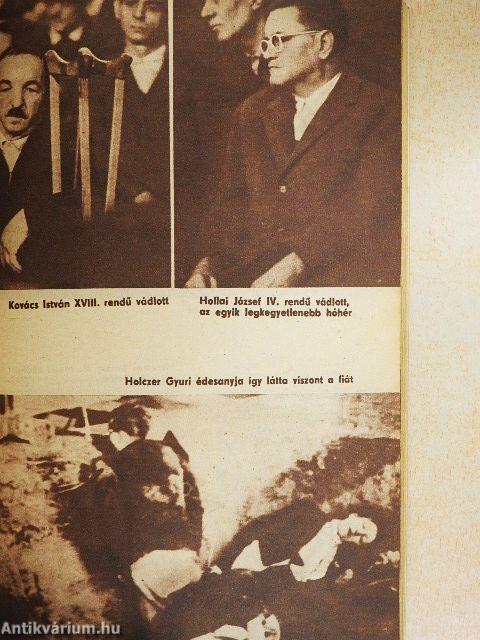 Kovács István XVIII. rendű vádlott
Hollai József IV. rendű vádlott,
az egyik legkegyetlenebb hóhér
Holczer Gyuri édesanyja így látta viszont a fiát
Antikvárium.hu